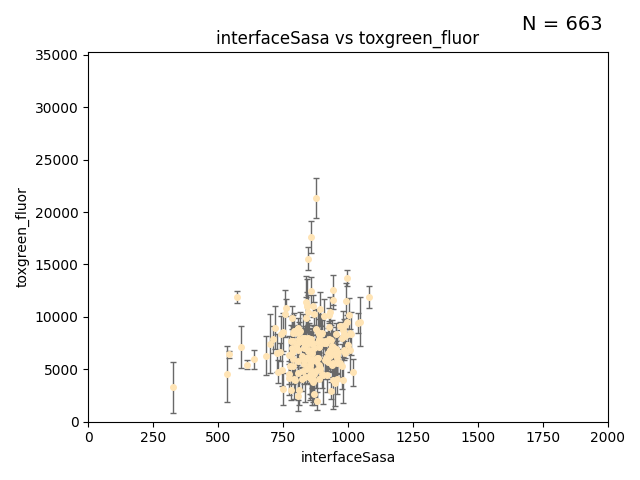 N = 663
interfaceSasa vs toxgreen_fluor
35000
30000
25000
20000
15000
10000
5000
0
toxgreen_fluor
0 250 500 750 1000 1250 1500 1750 2000
interfaceSasa